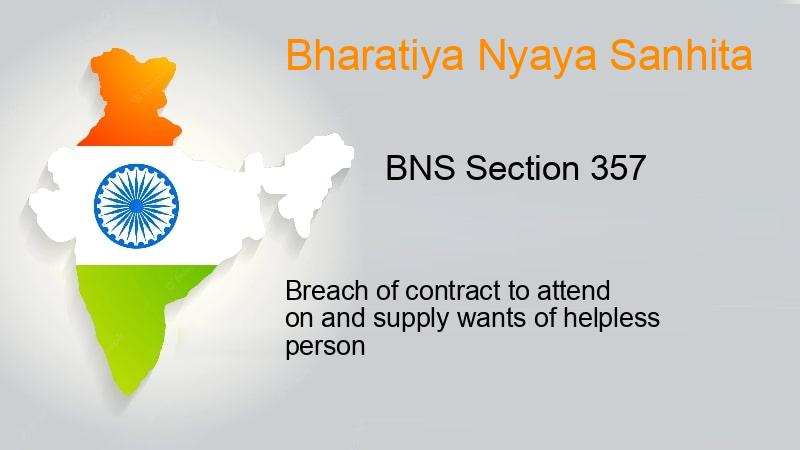 Bharatiya Nyaya Sanhita
BNS Section 357
Breach of contract to attend
on and supply wants of helpless
person